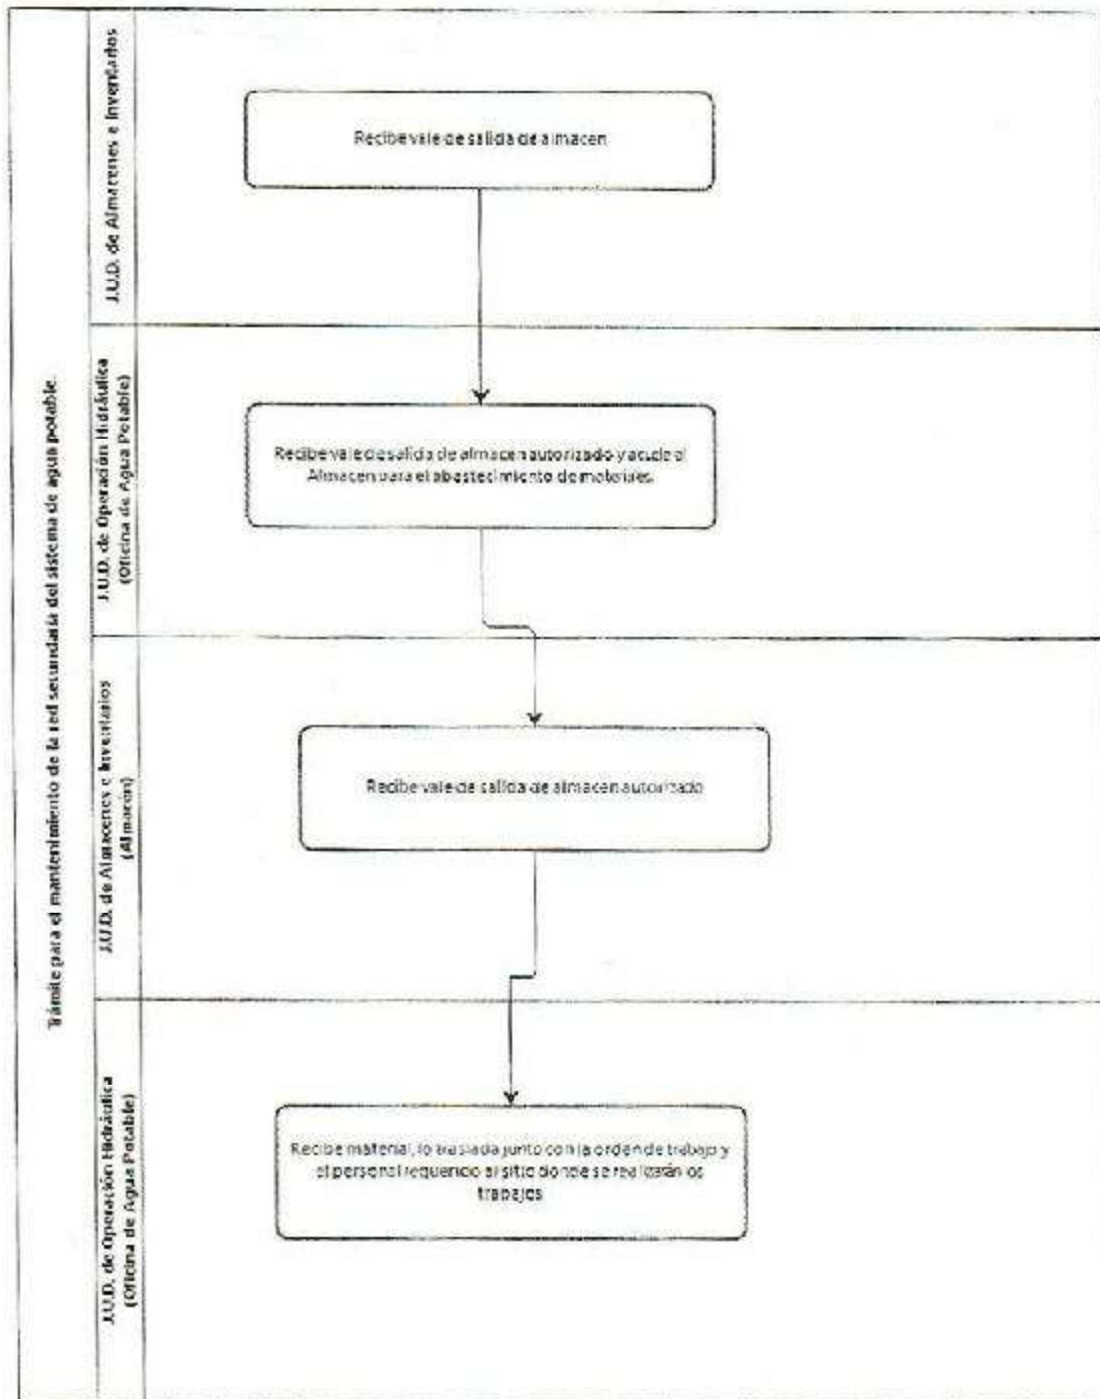 Trámite para el mantenimiento de la red secundaria del sistema de agua potable.
J.U.D. de Almacenes e Inventarios
Recibe vale de salida de almacen
J.U.D. de Operación Hidráulica
(Oficina de Agua Potable)
Recibe vale de salida de almacen autorizado y acude al
Almacen para el abastecimiento de materiales.
J.U.D. de Almacenes e Inventarios
(Almacén)
Recibe vale de salida de almacen autorizado
J.U.D. de Operación Hidráulica
(Oficina de Agua Potable)
Recibe material, lo traslada junto con la orden de trabajo y
el personal requerido al sitio donde se realizarán los
trabajos